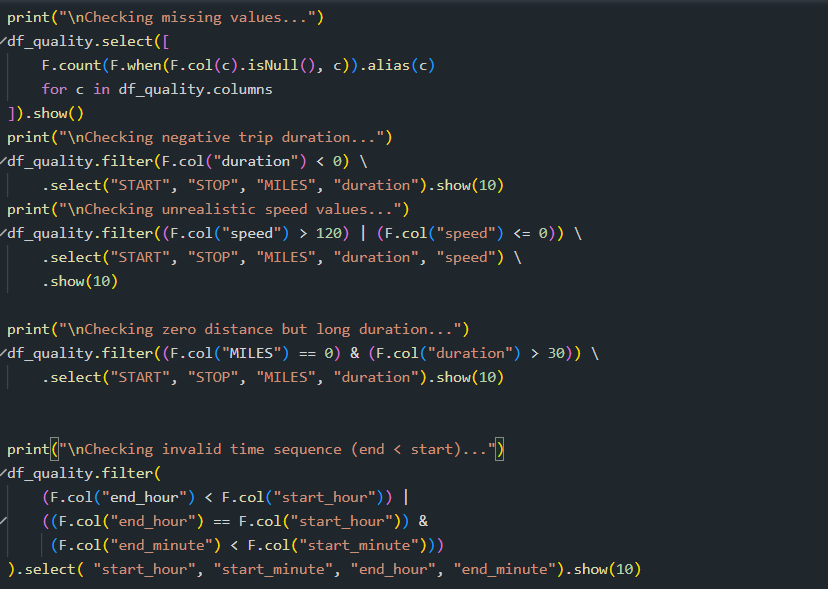 print("\nChecking missing values...")
df_quality.select([
    F.count(F.when(F.col(c).isNull(), c)).alias(c)
    for c in df_quality.columns
]).show()
print("\nChecking negative trip duration...")
df_quality.filter(F.col("duration") < 0) \
    .select("START", "STOP", "MILES", "duration").show(10)
print("\nChecking unrealistic speed values...")
df_quality.filter((F.col("speed") > 120) | (F.col("speed") <= 0)) \
    .select("START", "STOP", "MILES", "duration", "speed") \
    .show(10)

print("\nChecking zero distance but long duration...")
df_quality.filter((F.col("MILES") == 0) & (F.col("duration") > 30)) \
    .select("START", "STOP", "MILES", "duration").show(10)


print("\nChecking invalid time sequence (end < start)...")
df_quality.filter(
    (F.col("end_hour") < F.col("start_hour")) |
    ((F.col("end_hour") == F.col("start_hour")) &
     (F.col("end_minute") < F.col("start_minute")))
).select( "start_hour", "start_minute", "end_hour", "end_minute").show(10)